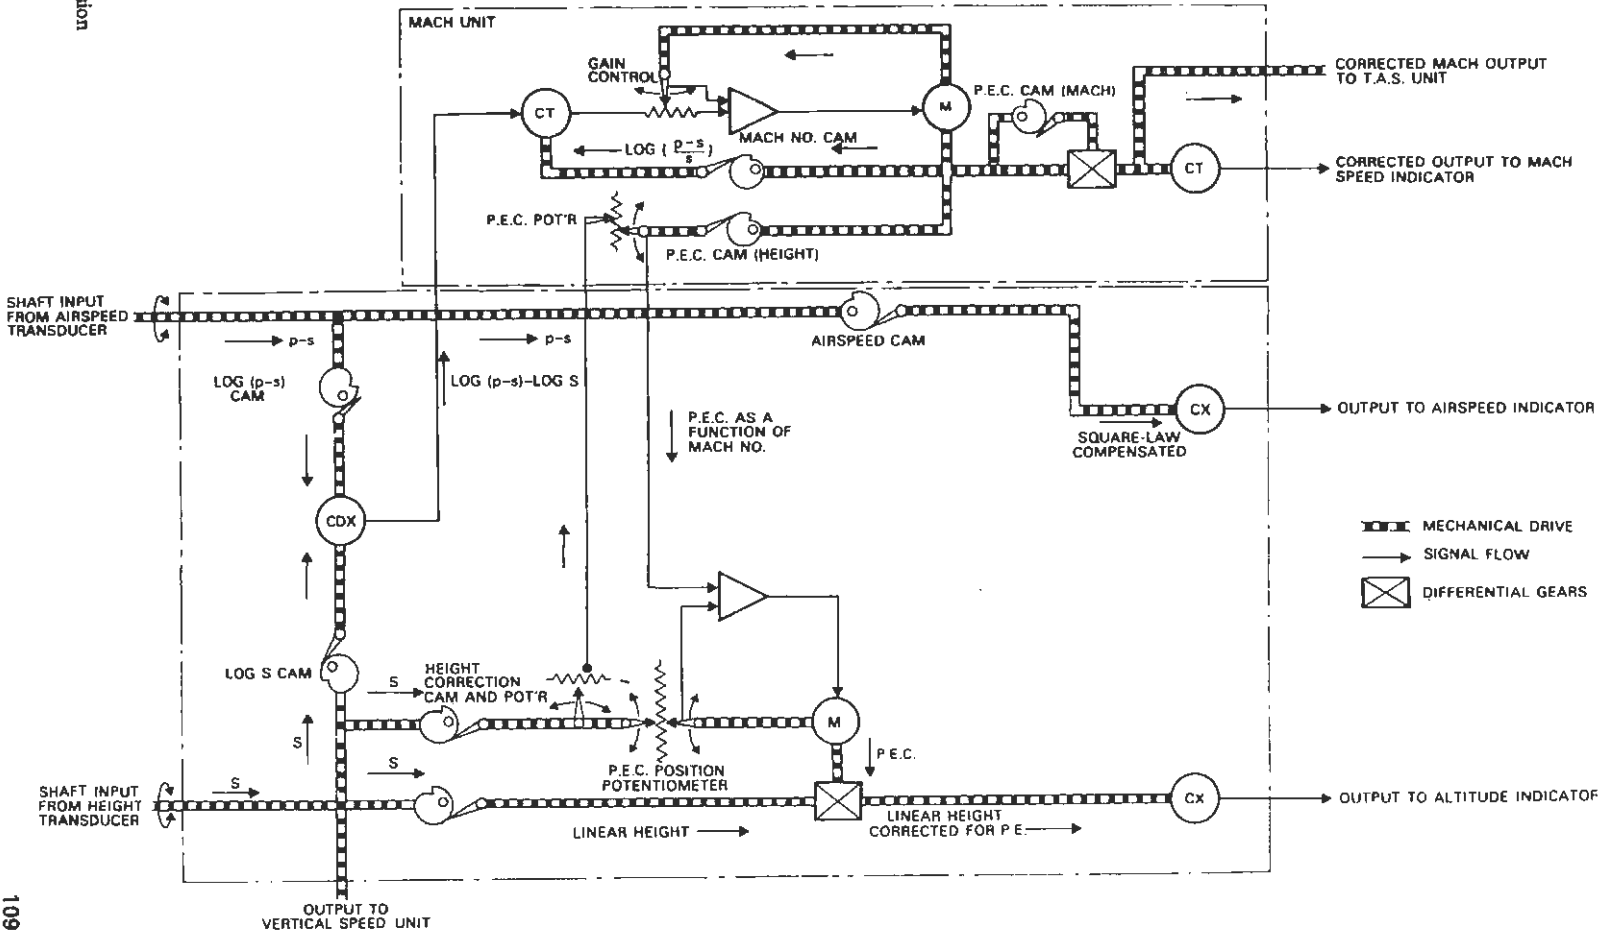 sion
MACH UNIT
GAIN
CONTROL
CT
M
MACH NO. CAM
LOG ( p-s / s )
P.E.C. CAM (MACH)
CORRECTED MACH OUTPUT
TO T.A.S. UNIT
CT
CORRECTED OUTPUT TO MACH
SPEED INDICATOR
P.E.C. POT'R
P.E.C. CAM (HEIGHT)
SHAFT INPUT
FROM AIRSPEED
TRANSDUCER
p-s
p-s
AIRSPEED CAM
LOG (p-s)
CAM
LOG (p-s)-LOG S
P.E.C. AS A
FUNCTION OF
MACH NO.
CX
OUTPUT TO AIRSPEED INDICATOR
SQUARE-LAW
COMPENSATED
CDX
MECHANICAL DRIVE
SIGNAL FLOW
DIFFERENTIAL GEARS
LOG S CAM
S
HEIGHT
CORRECTION
CAM AND POT'R
M
S
S
P.E.C. POSITION
POTENTIOMETER
P.E.C.
SHAFT INPUT
FROM HEIGHT
TRANSDUCER
S
LINEAR HEIGHT
LINEAR HEIGHT
CORRECTED FOR P E.
CX
OUTPUT TO ALTITUDE INDICATOR
OUTPUT TO
VERTICAL SPEED UNIT
109